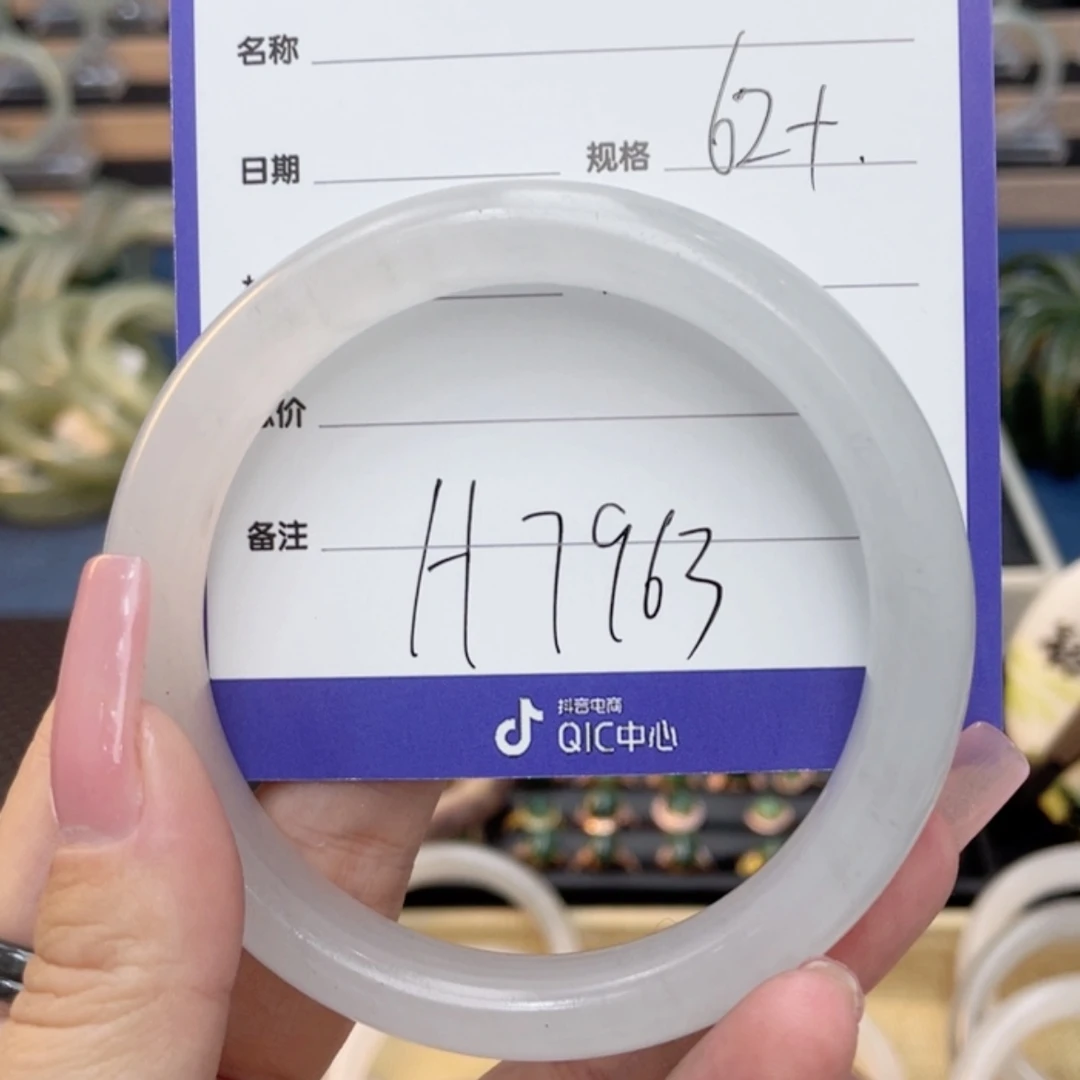 名称
日期 规格 62+.
价
备注 H7963
抖音电商
QIC中心